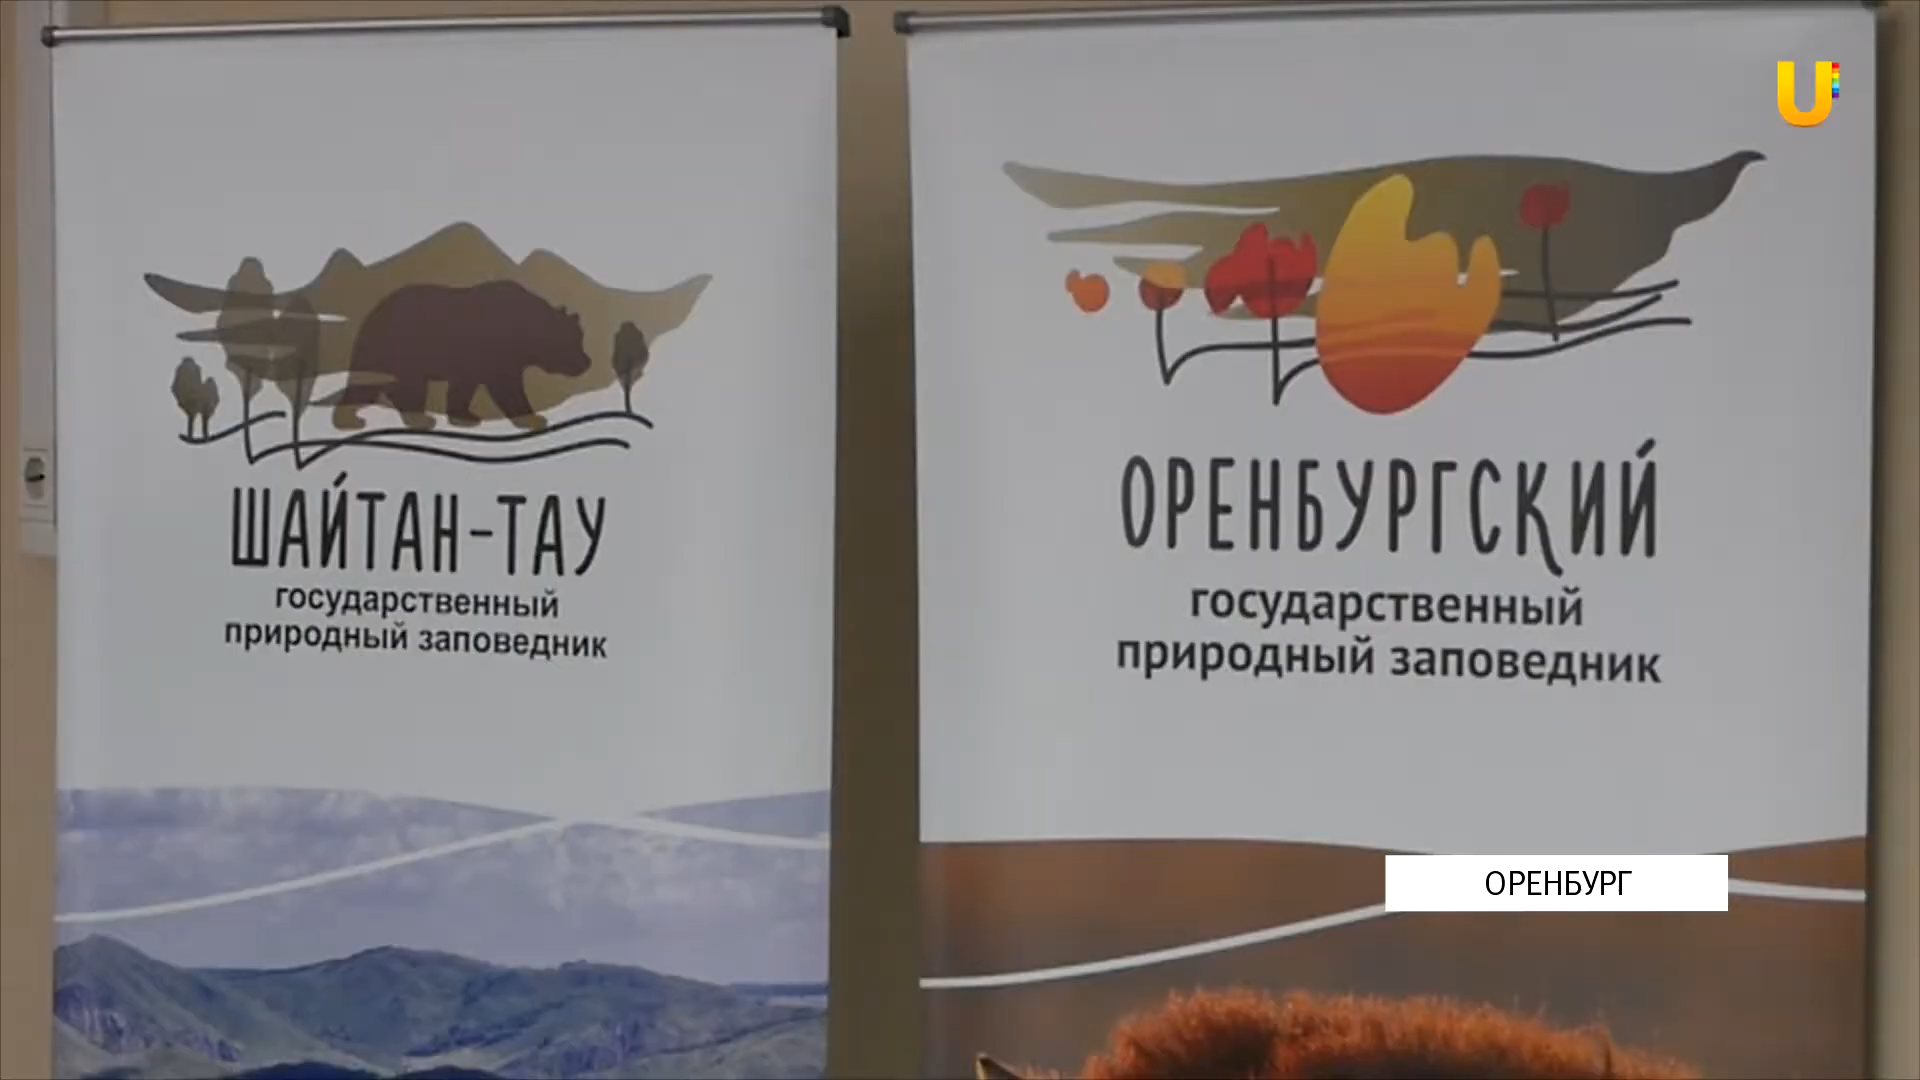 U
ШАЙТАН-ТАУ
государственный
природный заповедник
ОРЕНБУРГСКИЙ
государственный
природный заповедник
ОРЕНБУРГ